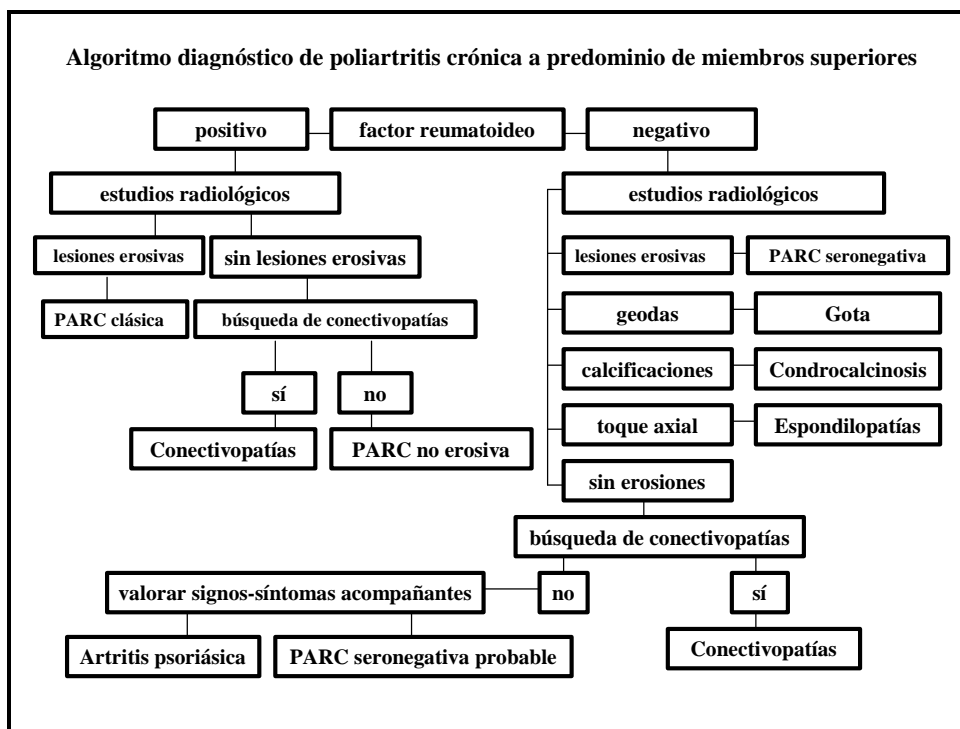 Algoritmo diagnóstico de poliartritis crónica a predominio de miembros superiores
positivo
factor reumatoideo
negativo
estudios radiológicos
estudios radiológicos
lesiones erosivas
sin lesiones erosivas
lesiones erosivas
PARC seronegativa
PARC clásica
búsqueda de conectivopatías
geodas
Gota
sí
no
calcificaciones
Condrocalcinosis
Conectivopatías
PARC no erosiva
toque axial
Espondilopatías
sin erosiones
búsqueda de conectivopatías
valorar signos-síntomas acompañantes
no
sí
Artritis psoriásica
PARC seronegativa probable
Conectivopatías